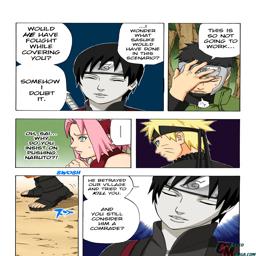 THIS IS
SO NOT
GOING TO
WORK...
...I
WONDER
WHAT
SASUKE
WOULD HAVE
DONE IN THIS
SCENARIO?
WOULD
HE HAVE
FOUGHT
WHILE
COVERING
YOU?
SOMEHOW
I
DOUBT
IT.
!
OH, SAI...
WHY
DO YOU
INSIST ON
PUSHING
NARUTO?!
HE BETRAYED
OUR VILLAGE
AND TRIED
TO KILL YOU.
AND
YOU STILL
CONSIDER
HIM A
COMRADE?
SWOSH